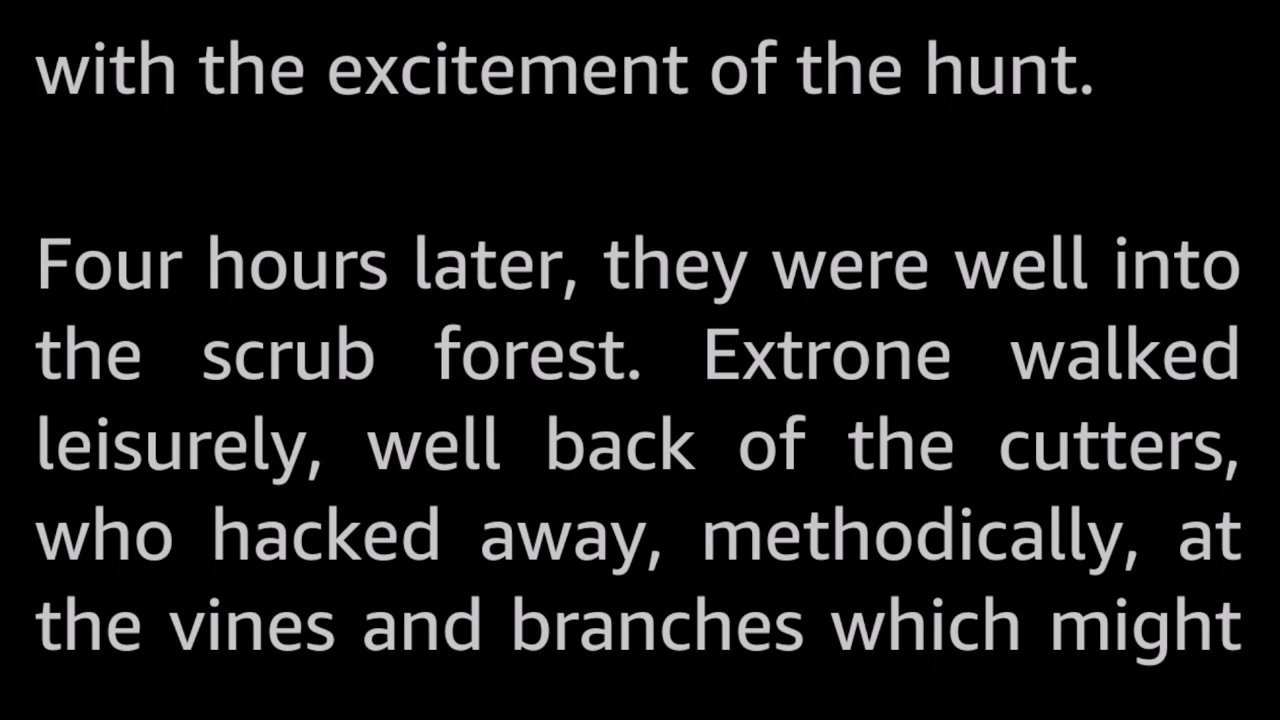 with the excitement of the hunt.
Four hours later, they were well into
the scrub forest. Extrone walked
leisurely, well back of the cutters,
who hacked away, methodically, at
the vines and branches which might